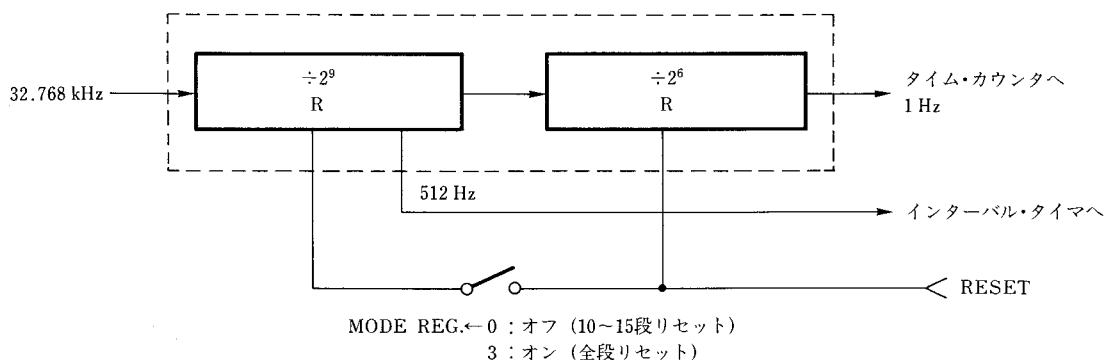 ÷2⁹
R
÷2⁶
R
32.768 kHz
タイム・カウンタへ
1 Hz
512 Hz
インターバル・タイマへ
RESET
MODE REG.←0：オフ (10~15段リセット)
3：オン (全段リセット)